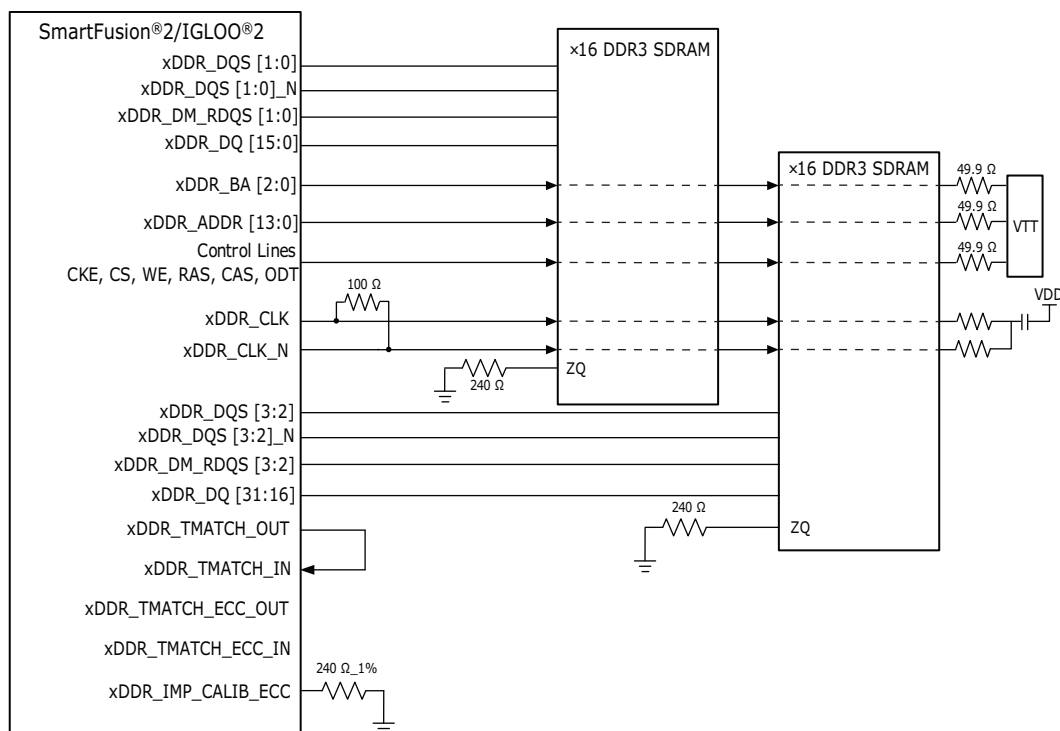 SmartFusion®2/IGLOO®2
xDDR_DQS [1:0]
xDDR_DQS [1:0]_N
xDDR_DM_RDQS [1:0]
xDDR_DQ [15:0]
xDDR_BA [2:0]
xDDR_ADDR [13:0]
Control Lines
CKE, CS, WE, RAS, CAS, ODT
100 Ω
xDDR_CLK
xDDR_CLK_N
xDDR_DQS [3:2]
xDDR_DQS [3:2]_N
xDDR_DM_RDQS [3:2]
xDDR_DQ [31:16]
xDDR_TMATCH_OUT
xDDR_TMATCH_IN
xDDR_TMATCH_ECC_OUT
xDDR_TMATCH_ECC_IN
xDDR_IMP_CALIB_ECC
240 Ω_1%
×16 DDR3 SDRAM
ZQ
240 Ω
×16 DDR3 SDRAM
240 Ω
ZQ
49.9 Ω
49.9 Ω
49.9 Ω
VTT
VDD